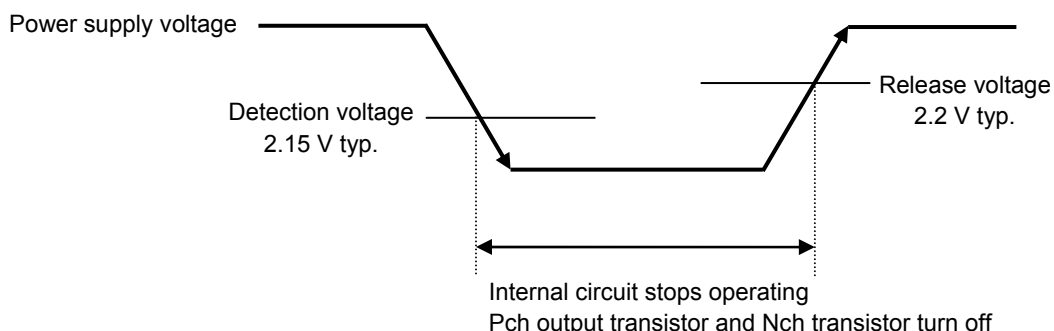 Power supply voltage
Detection voltage
2.15 V typ.
Release voltage
2.2 V typ.
Internal circuit stops operating
Pch output transistor and Nch transistor turn off